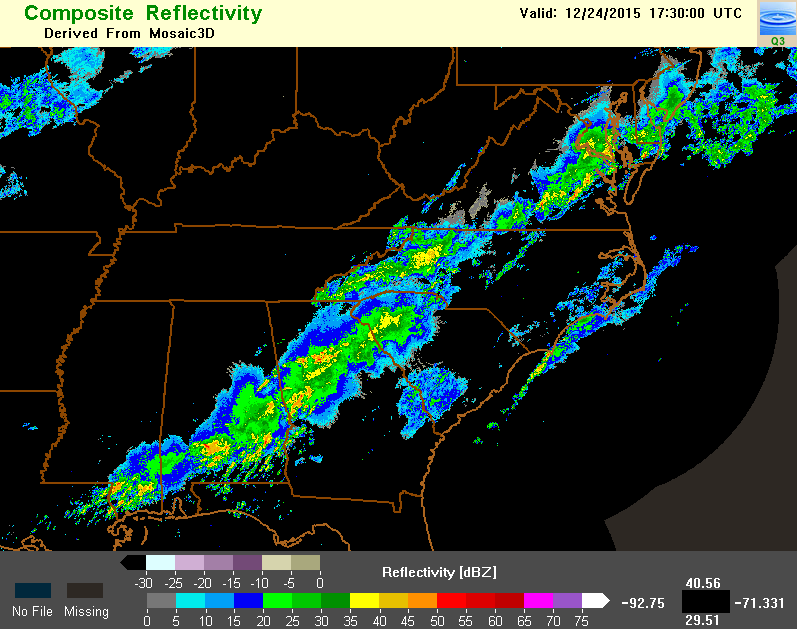 Composite Reflectivity
Derived From Mosaic3D
Valid: 12/24/2015 17:30:00 UTC
Q3
-30 -25 -20 -15 -10 -5 0
Reflectivity [dBZ]
No File Missing
0 5 10 15 20 25 30 35 40 45 50 55 60 65 70 75
40.56
-92.75 -71.331
29.51